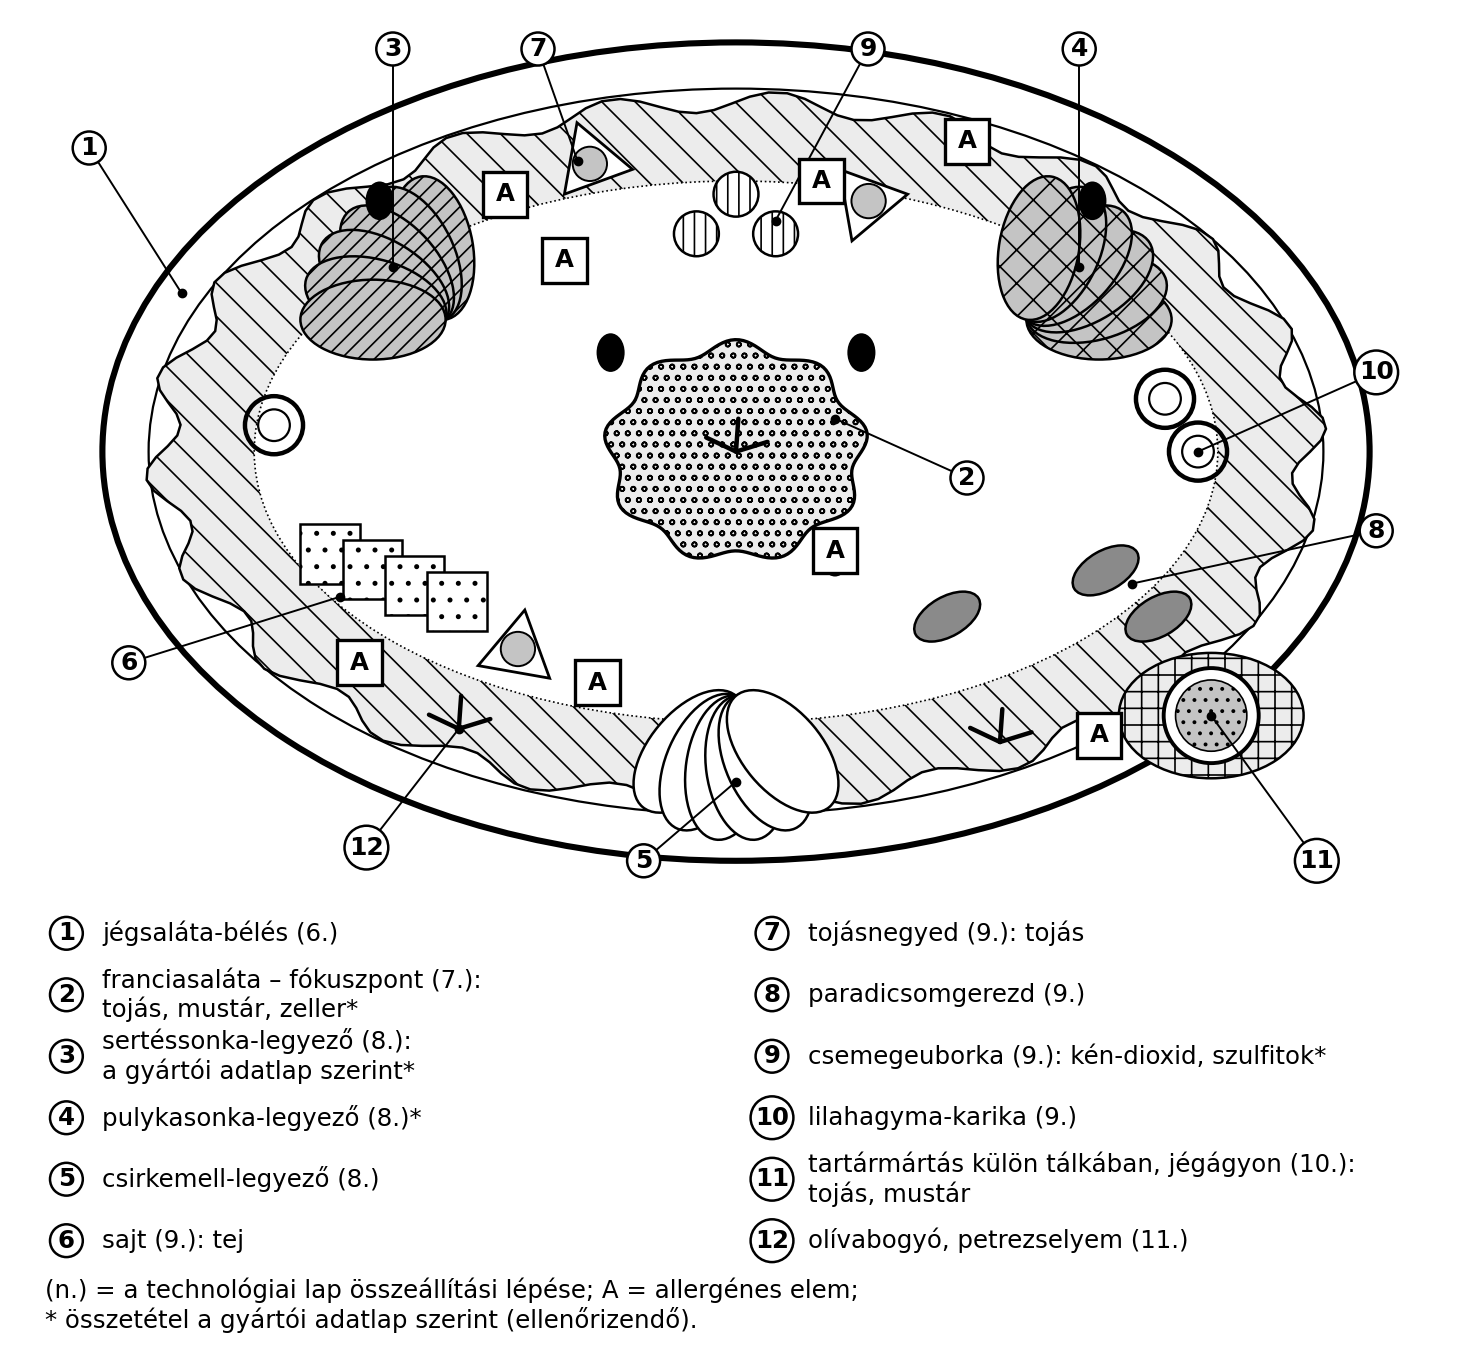 3 7 9 4
1
A
A A
A
10
2
8
A
6 A A
A
12 5 11
1 jégsaláta-bélés (6.)
2 franciasaláta – fókuszpont (7.):
tojás, mustár, zeller*
3 sertéssonka-legyező (8.):
a gyártói adatlap szerint*
4 pulykasonka-legyező (8.)*
5 csirkemell-legyező (8.)
6 sajt (9.): tej
7 tojásnegyed (9.): tojás
8 paradicsomgerezd (9.)
9 csemegeuborka (9.): kén-dioxid, szulfitok*
10 lilahagyma-karika (9.)
11 tartármártás külön tálkában, jégágyon (10.):
tojás, mustár
12 olívabogyó, petrezselyem (11.)
(n.) = a technológiai lap összeállítási lépése; A = allergénes elem;
* összetétel a gyártói adatlap szerint (ellenőrizendő).